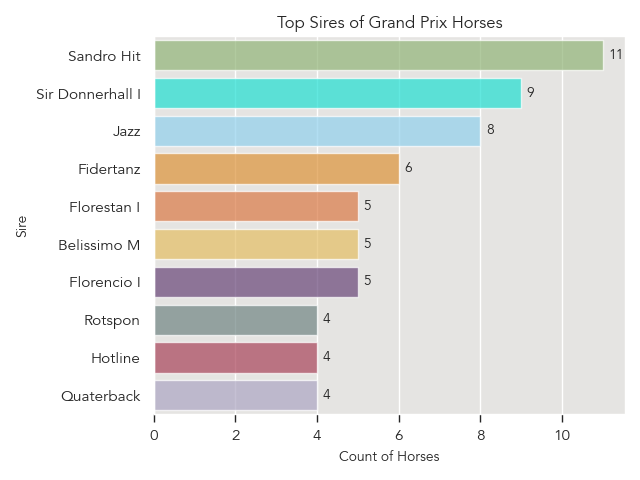 Top Sires of Grand Prix Horses
Sire
Sandro Hit 11
Sir Donnerhall I 9
Jazz 8
Fidertanz 6
Florestan I 5
Belissimo M 5
Florencio I 5
Rotspon 4
Hotline 4
Quaterback 4
0 2 4 6 8 10
Count of Horses